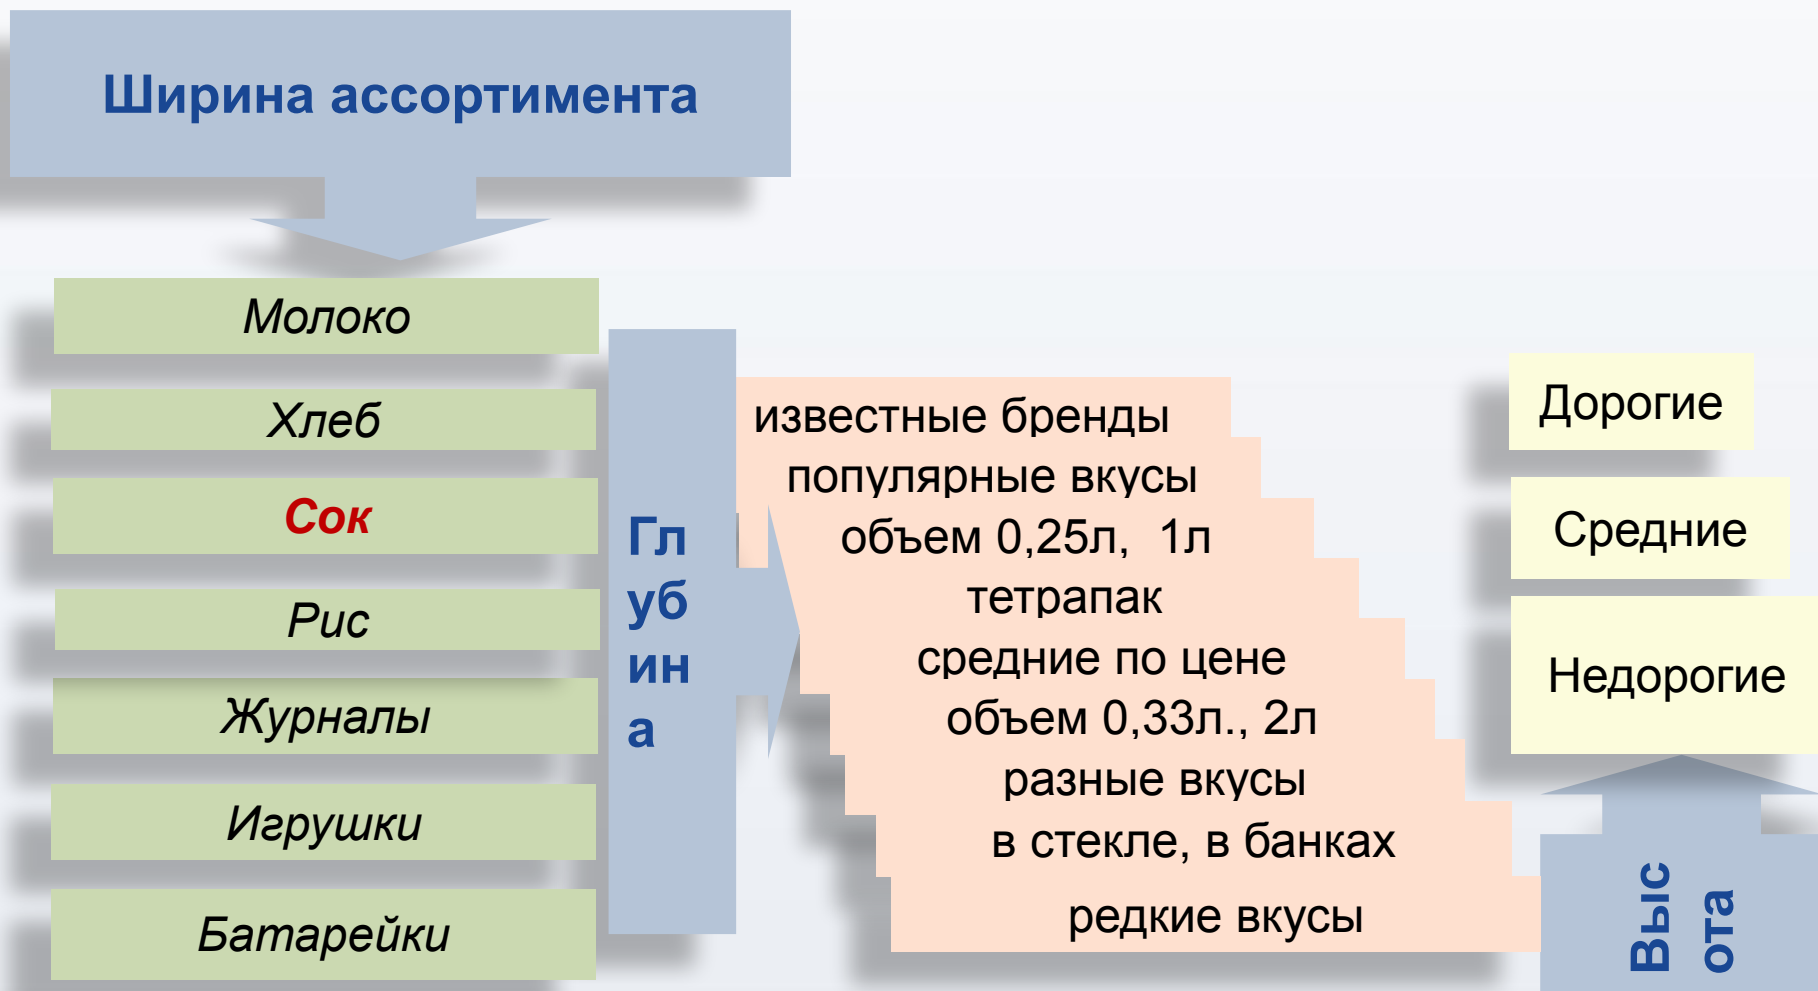 Ширина ассортимента
Молоко
Хлеб
Сок
Рис
Журналы
Игрушки
Батарейки
Гл
уб
ин
а
известные бренды
популярные вкусы
объем 0,25л, 1л
тетрапак
средние по цене
объем 0,33л., 2л
разные вкусы
в стекле, в банках
редкие вкусы
Дорогие
Средние
Недорогие
Выс
ота